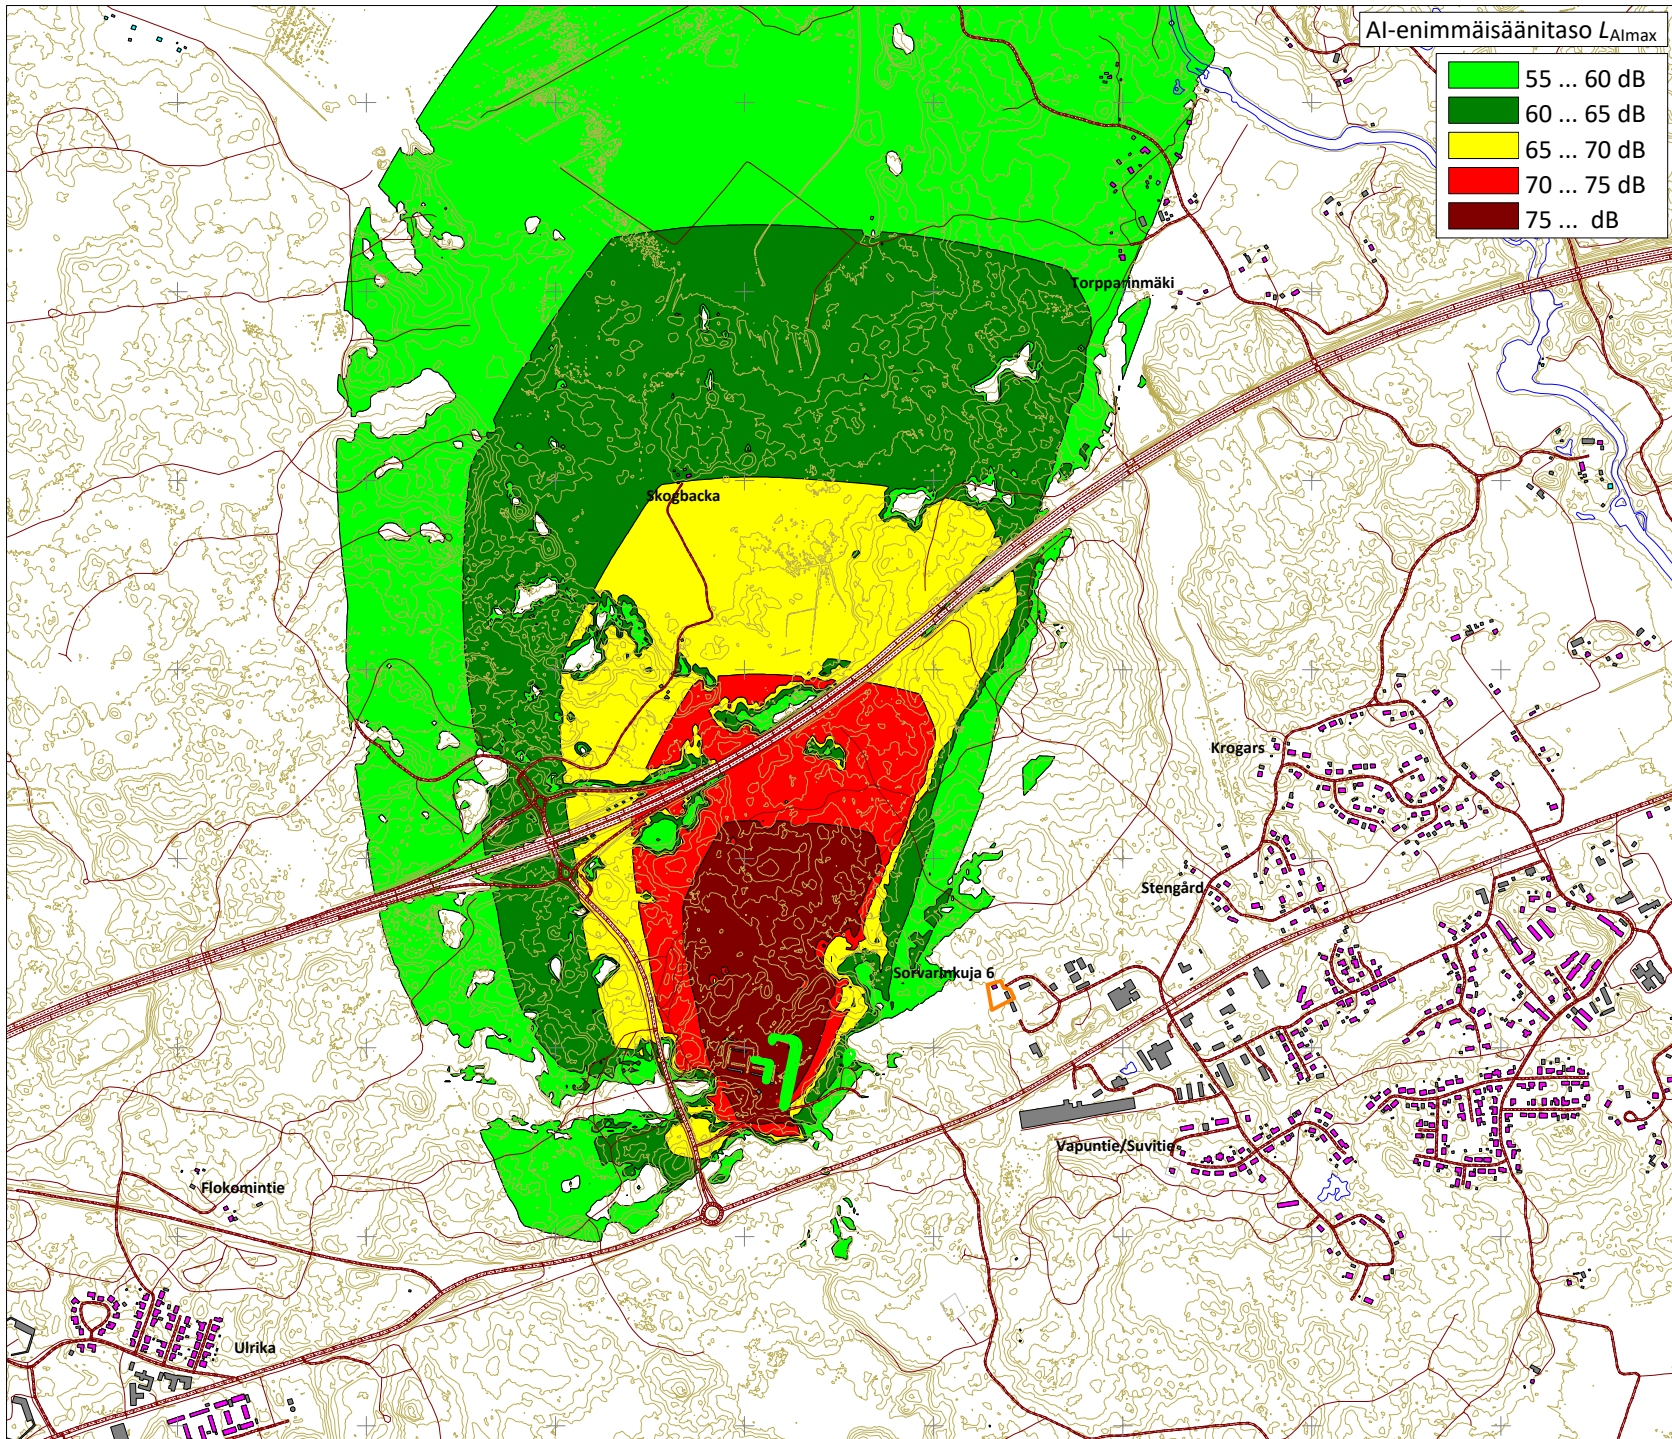 AI-enimmäisäänitaso LAImax
55 ... 60 dB
60 ... 65 dB
65 ... 70 dB
70 ... 75 dB
75 ... dB
Torpparinmäki
Skogbacka
Krogars
Stengård
Sorvarinkuja 6
Vapuntie/Suvitie
Flokomintie
Ulrika